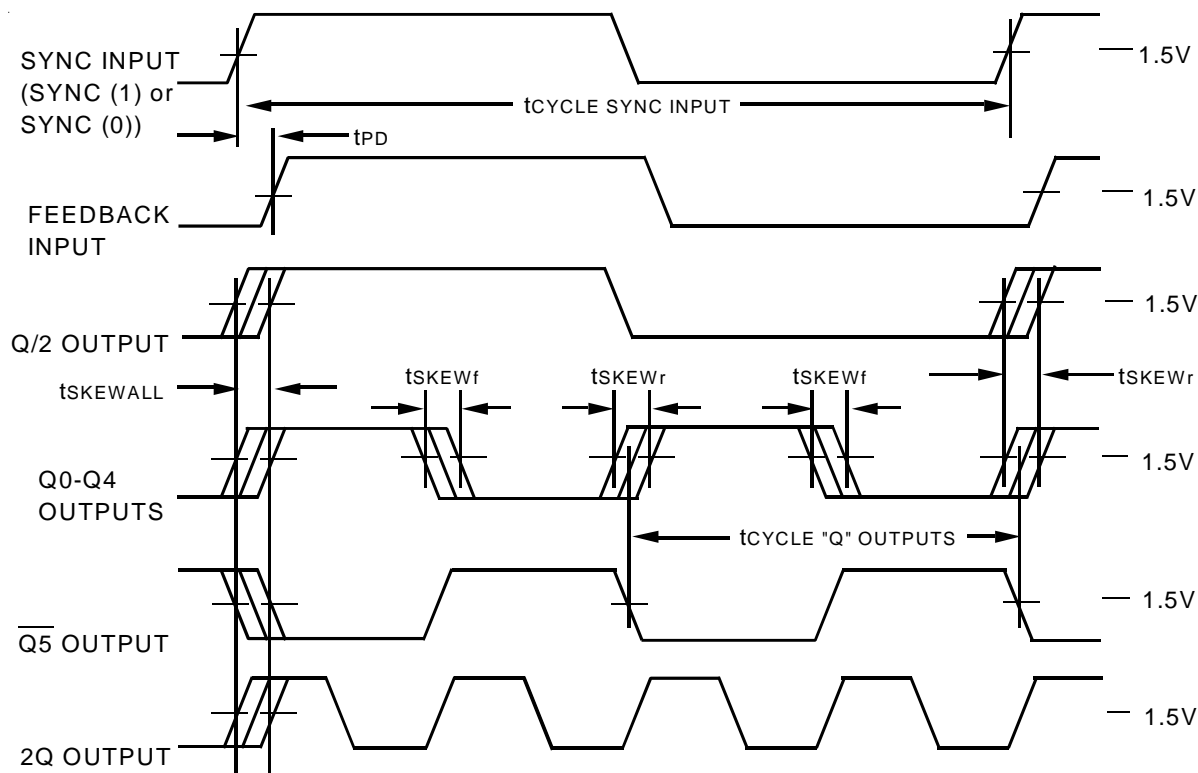 SYNC INPUT
(SYNC (1) or
SYNC (0))
1.5V
tCYCLE SYNC INPUT
tPD
FEEDBACK
INPUT
1.5V
Q/2 OUTPUT
1.5V
tSKEWALL
tSKEWf
tSKEWr
tSKEWf
tSKEWr
Q0-Q4
OUTPUTS
1.5V
tCYCLE "Q" OUTPUTS
Q5 OUTPUT
1.5V
2Q OUTPUT
1.5V